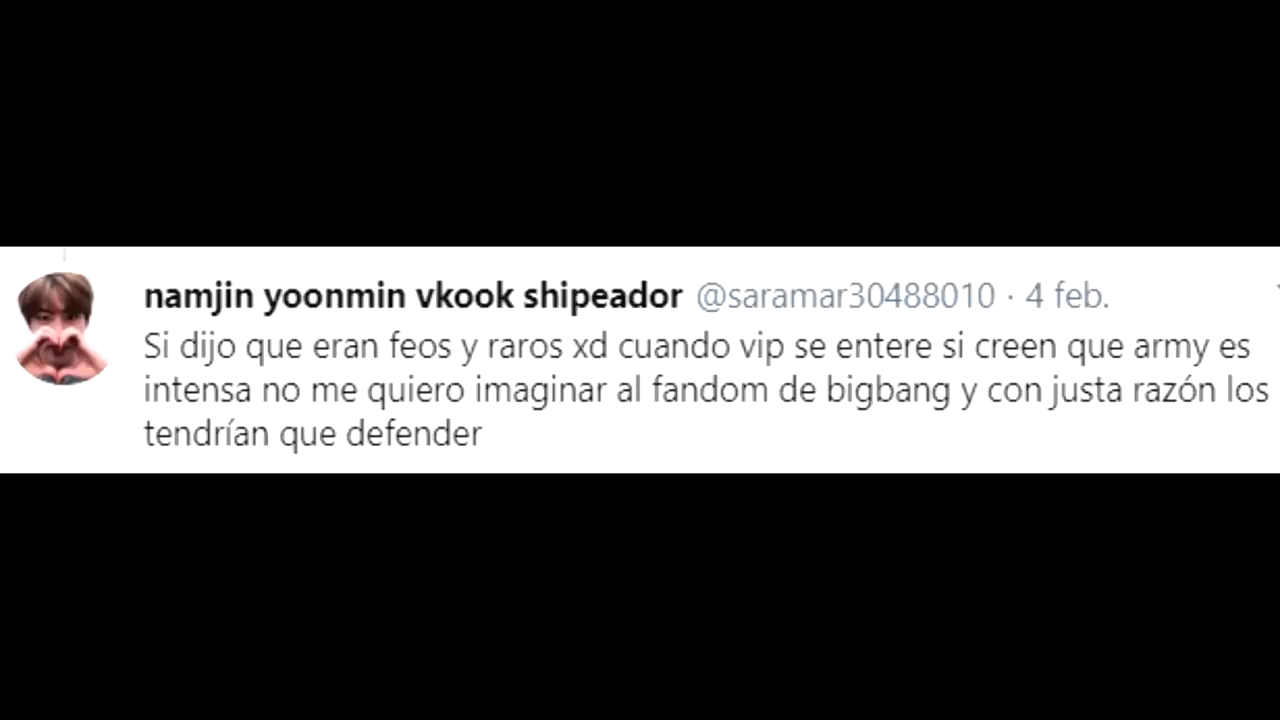 namjin yoonmin vkook shipeador @saramar30488010 · 4 feb.
Si dijo que eran feos y raros xd cuando vip se entere si creen que army es
intensa no me quiero imaginar al fandom de bigbang y con justa razón los
tendrían que defender